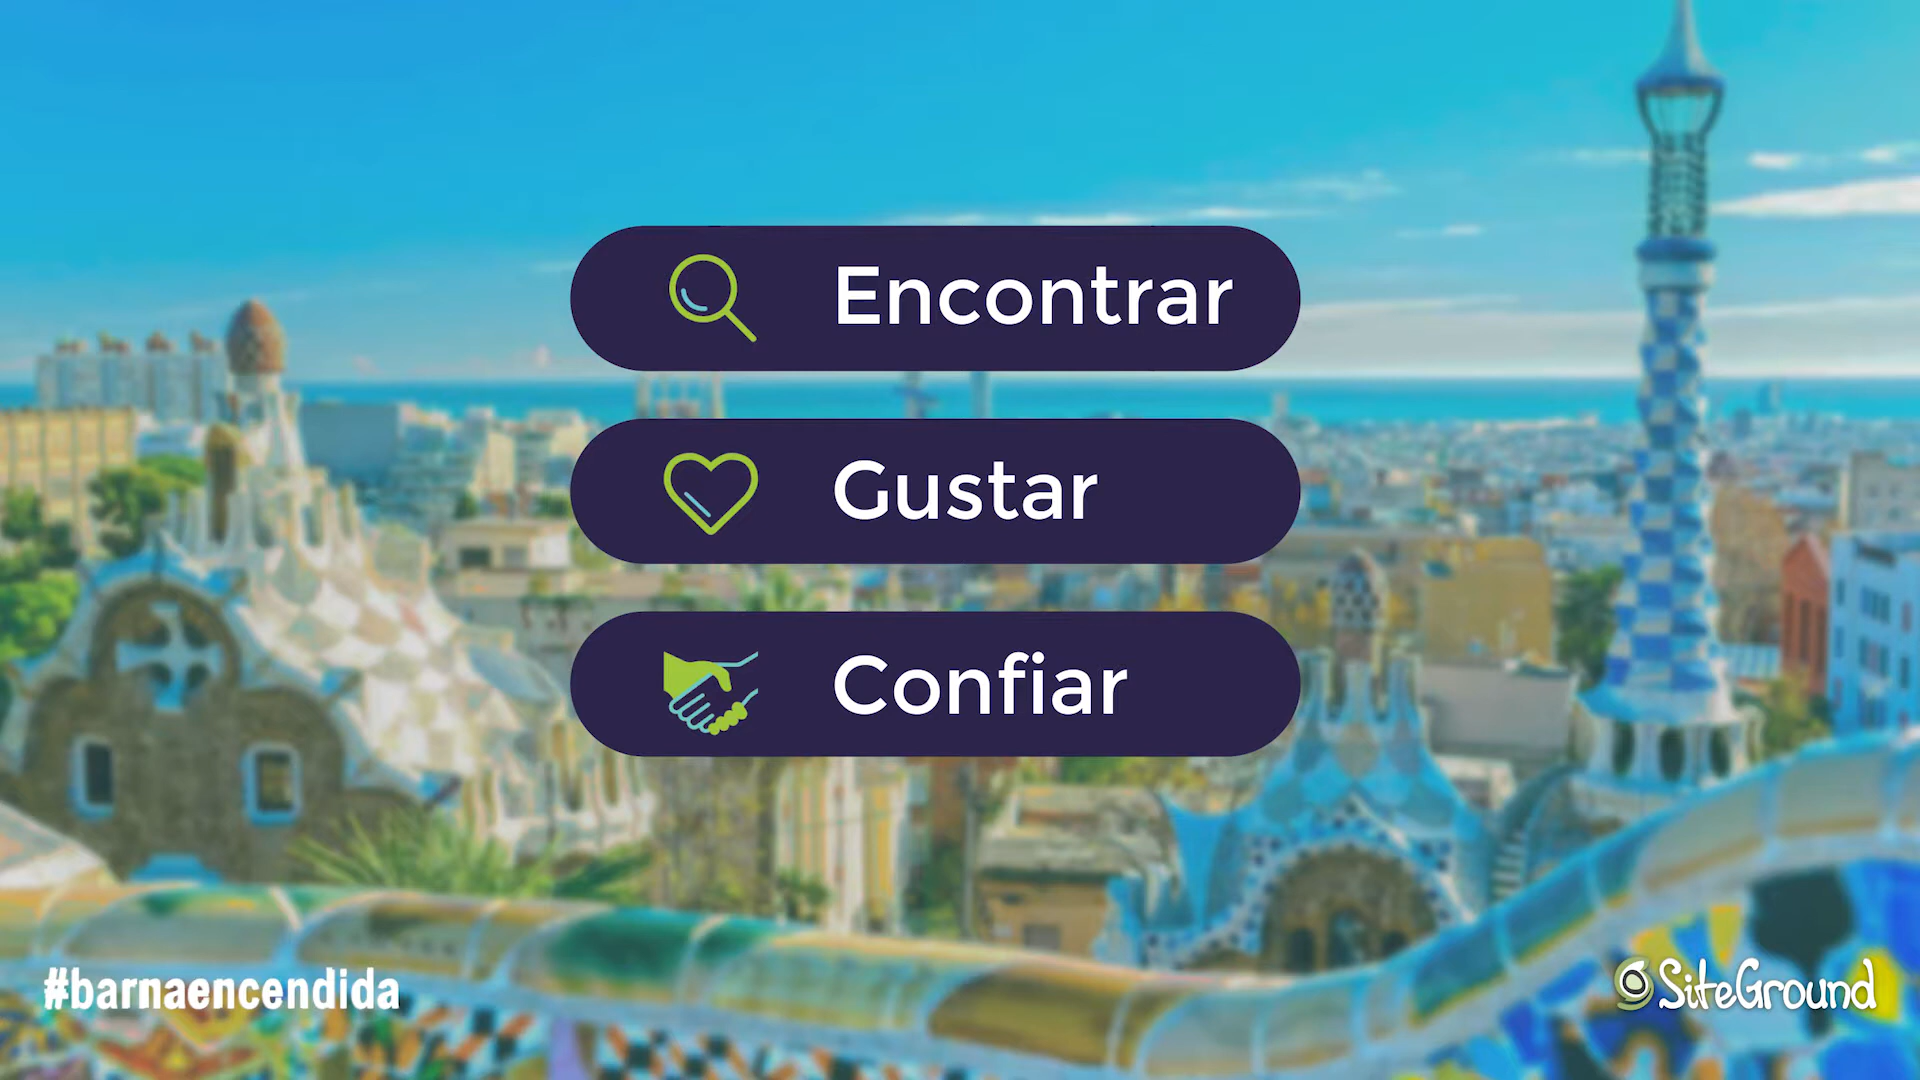 Encontrar
Gustar
Confiar
#barnaencendida
SiteGround